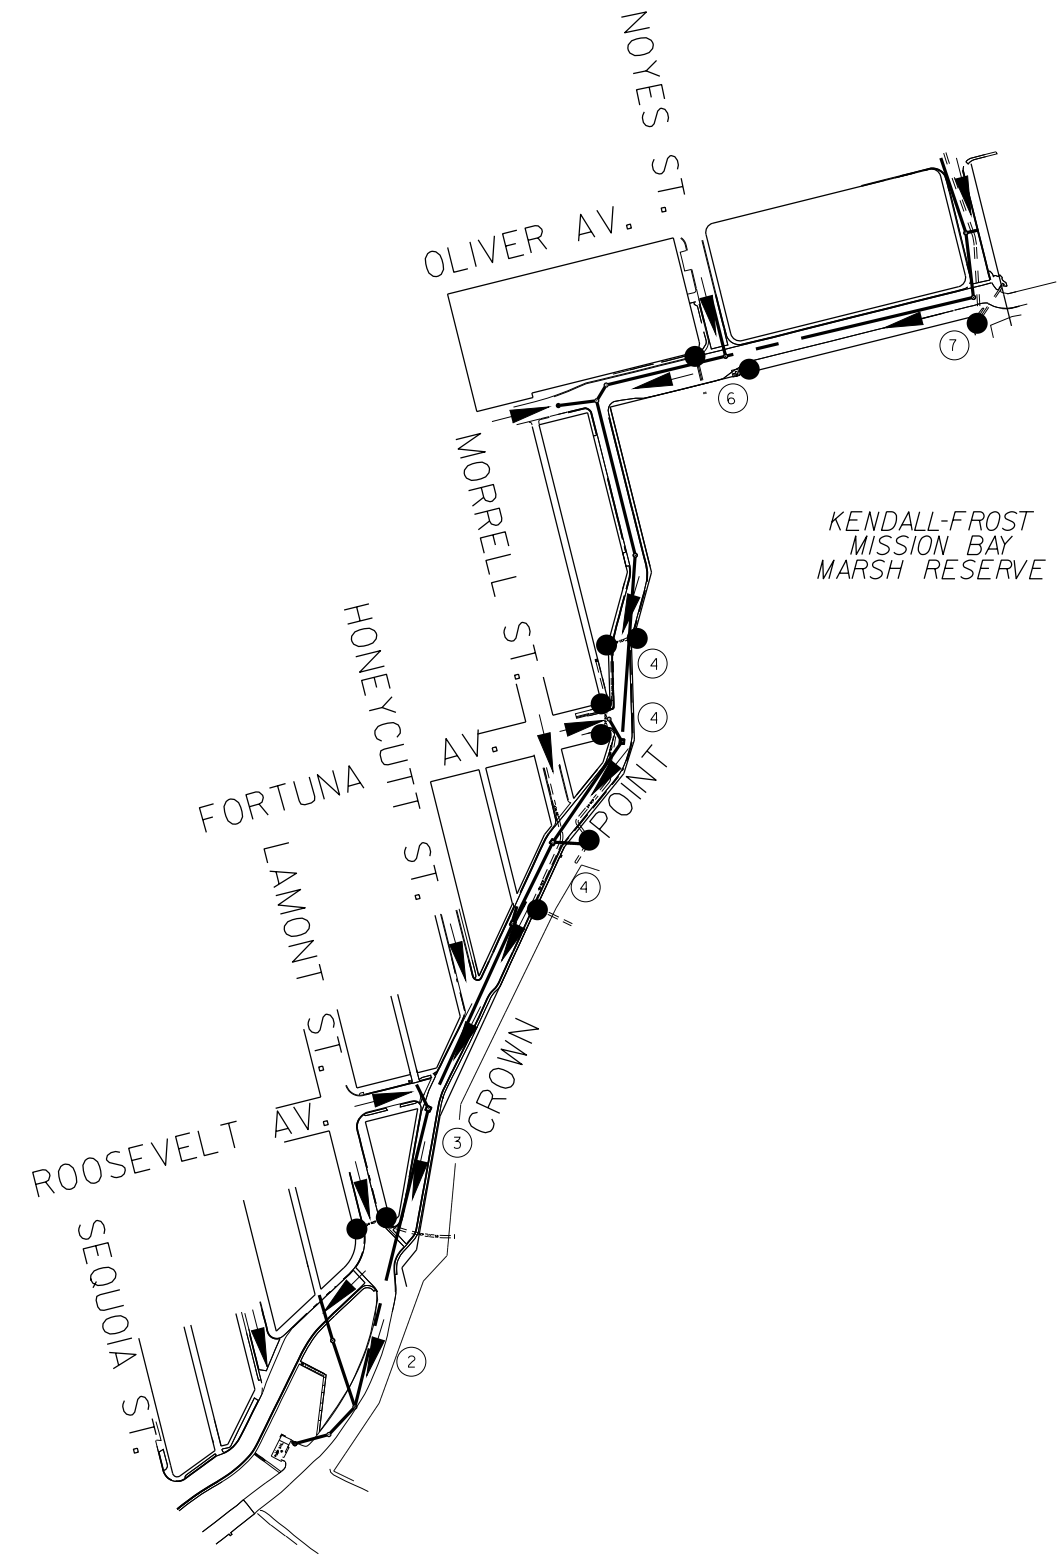 NOYES ST.
OLIVER AV.
7
6
MORRELL ST.
KENDALL-FROST
MISSION BAY
MARSH RESERVE
HONEYCUTT ST.
4
4
FORTUNA AV.
POINT
LAMONT ST.
4
CROWN
ROOSEVELT AV.
3
SEQUOIA ST.
2